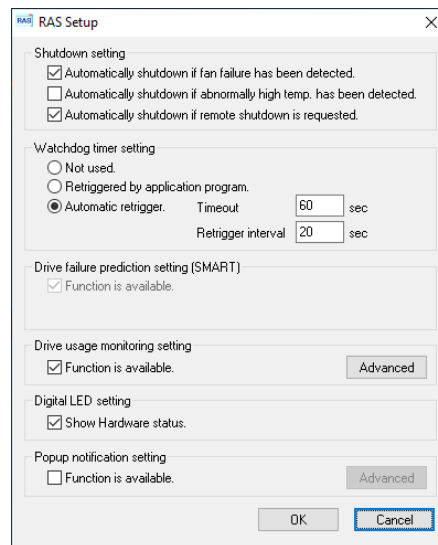 RAS RAS Setup
Shutdown setting
Automatically shutdown if fan failure has been detected.
Automatically shutdown if abnormally high temp. has been detected.
Automatically shutdown if remote shutdown is requested.
Watchdog timer setting
Not used.
Retriggered by application program.
Automatic retrigger. Timeout 60 sec
Retrigger interval 20 sec
Drive failure prediction setting (SMART)
Function is available.
Drive usage monitoring setting
Function is available. Advanced
Digital LED setting
Show Hardware status.
Popup notification setting
Function is available. Advanced
OK Cancel